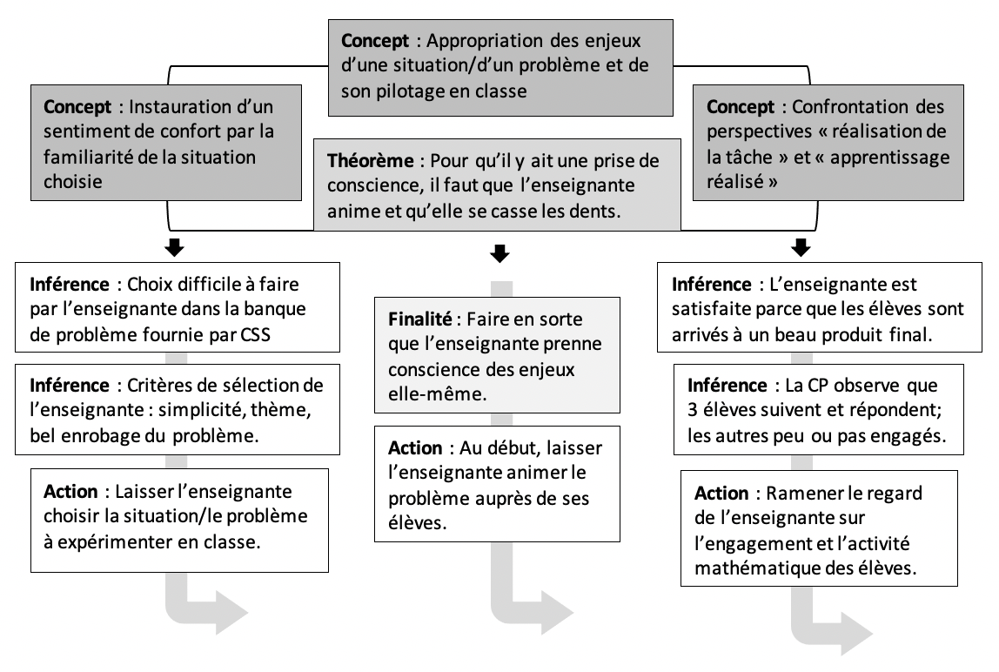 Concept : Appropriation des enjeux
d’une situation/d’un problème et de
son pilotage en classe
Concept : Instauration d’un
sentiment de confort par la
familiarité de la situation
choisie
Concept : Confrontation des
perspectives « réalisation de
la tâche » et « apprentissage
réalisé »
Théorème : Pour qu’il y ait une prise de
conscience, il faut que l’enseignante
anime et qu’elle se casse les dents.
Inférence : Choix difficile à faire
par l’enseignante dans la banque
de problème fournie par CSS
Inférence : Critères de sélection de
l’enseignante : simplicité, thème,
bel enrobage du problème.
Action : Laisser l’enseignante
choisir la situation/le problème
à expérimenter en classe.
Finalité : Faire en sorte
que l’enseignante prenne
conscience des enjeux
elle-même.
Action : Au début, laisser
l’enseignante animer le
problème auprès de ses
élèves.
Inférence : L’enseignante est
satisfaite parce que les élèves sont
arrivés à un beau produit final.
Inférence : La CP observe que
3 élèves suivent et répondent;
les autres peu ou pas engagés.
Action : Ramener le regard
de l’enseignante sur
l’engagement et l’activité
mathématique des élèves.